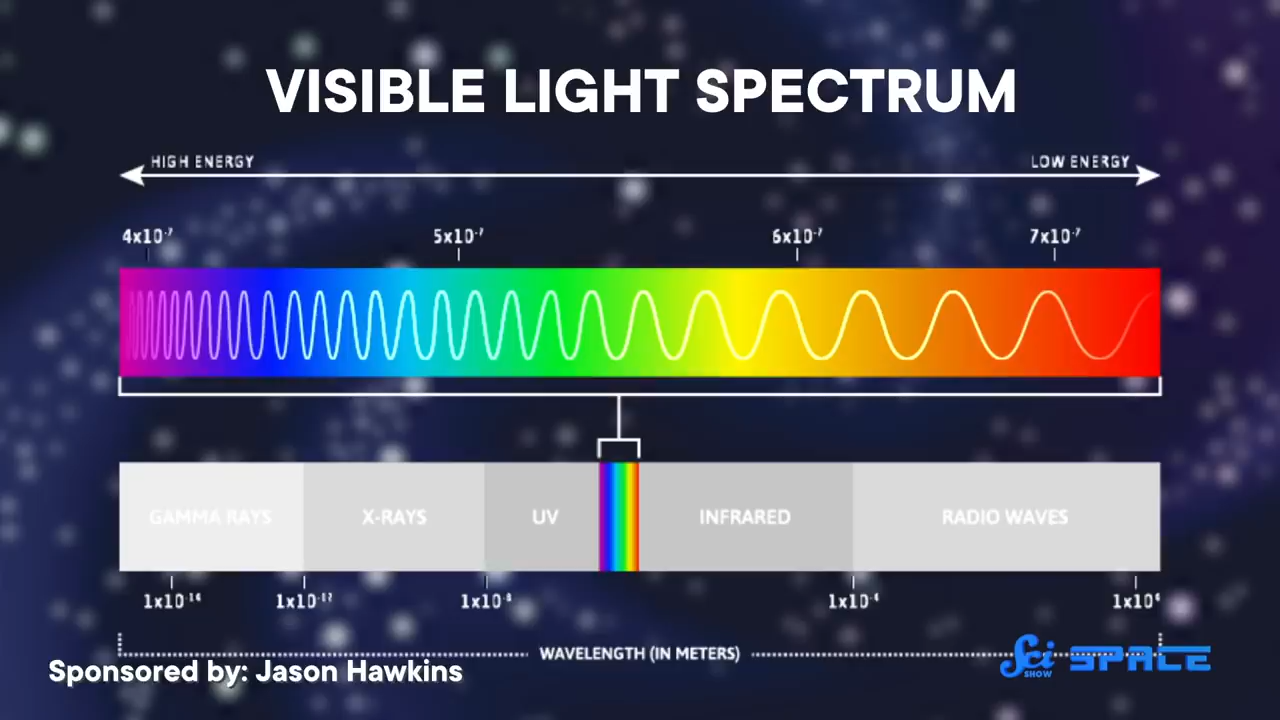 VISIBLE LIGHT SPECTRUM
HIGH ENERGY LOW ENERGY
4x10⁻⁷ 5x10⁻⁷ 6x10⁻⁷ 7x10⁻⁷
GAMMA RAYS X-RAYS UV INFRARED RADIO WAVES
1x10⁻¹⁴ 1x10⁻¹² 1x10⁻⁸ 1x10⁻⁴ 1x10⁶
WAVELENGTH (IN METERS)
Sponsored by: Jason Hawkins
Sci SHOW SPACE